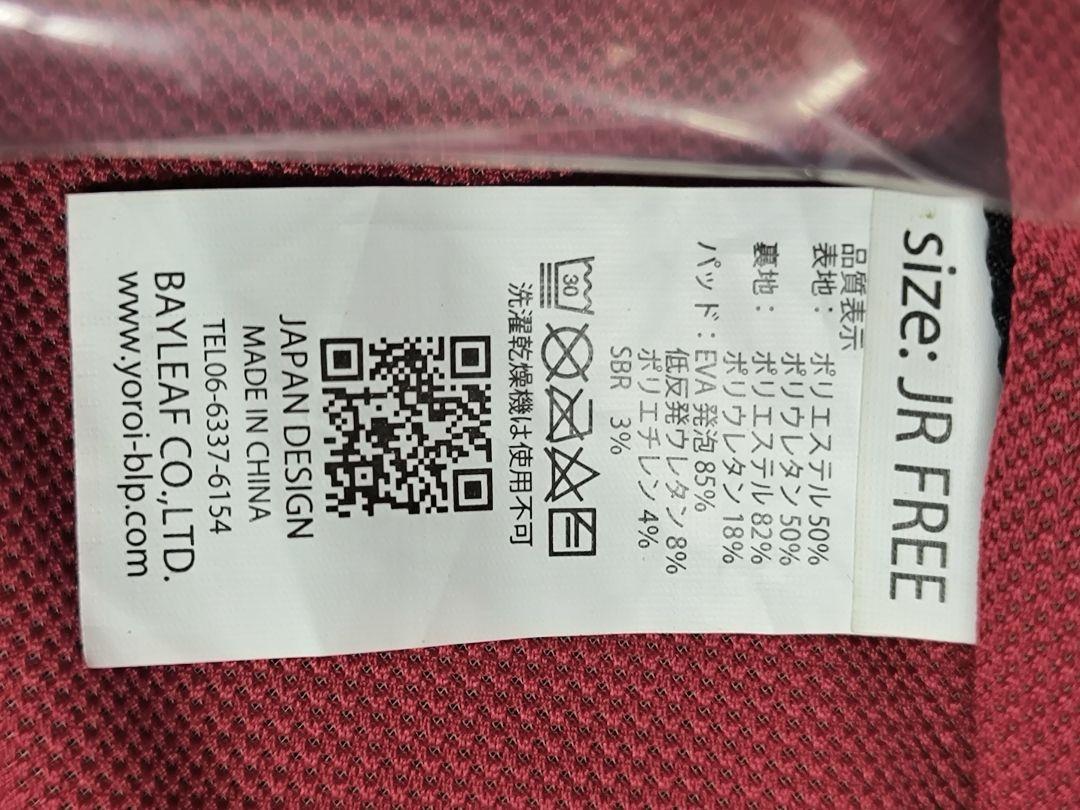 size: JR FREE
品質表示
表地： ポリエステル 50%
ポリウレタン 50%
裏地： ポリエステル 82%
ポリウレタン 18%
パッド：EVA 発泡 85%
低反発ウレタン 8%
ポリエチレン 4%
SBR 3%
30
洗濯乾燥機は使用不可
JAPAN DESIGN
MADE IN CHINA
TEL06-6337-6154
BAYLEAF CO.,LTD.
www.yoroi-blp.com